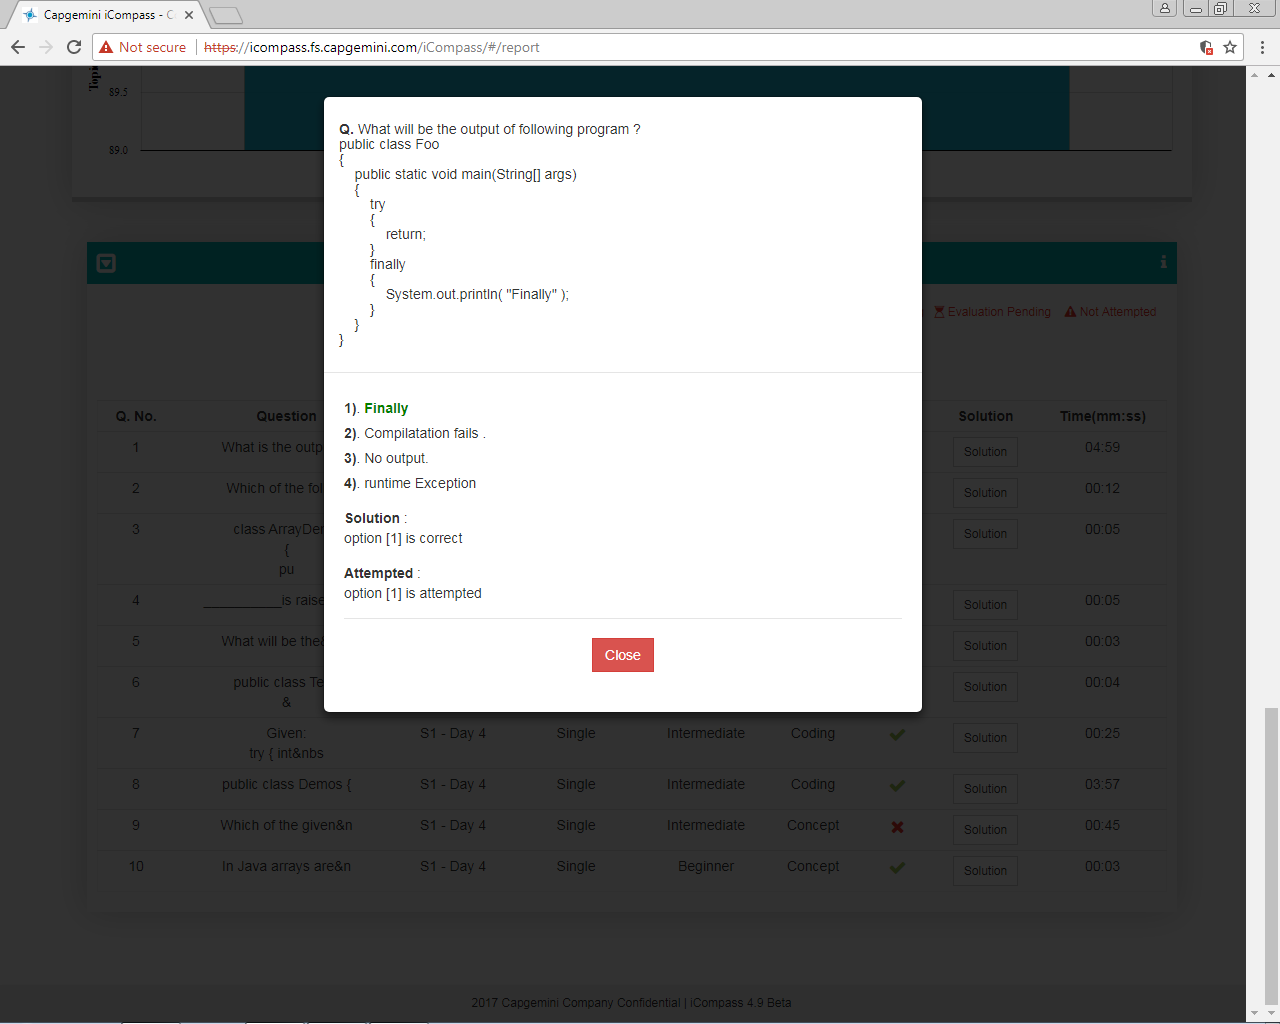 Capgemini iCompass - C
Not secure https://icompass.fs.capgemini.com/iCompass/#/report
Topi
89.5
89.0
Q. What will be the output of following program ?
public class Foo
{
public static void main(String[] args)
{
try
{
return;
}
finally
{
System.out.println( "Finally" );
}
}
}
1). Finally
2). Compilatation fails .
3). No output.
4). runtime Exception
Solution :
option [1] is correct
Attempted :
option [1] is attempted
Close
Evaluation Pending Not Attempted
Q. No. Question Solution Time(mm:ss)
1 What is the outp Solution 04:59
2 Which of the fol Solution 00:12
3 class ArrayDe Solution 00:05
{
pu
4 ___________is raise Solution 00:05
5 What will be the& Solution 00:03
6 public class Te Solution 00:04
&
7 Given: S1 - Day 4 Single Intermediate Coding Solution 00:25
try { int&nbs
8 public class Demos { S1 - Day 4 Single Intermediate Coding Solution 03:57
9 Which of the given&n S1 - Day 4 Single Intermediate Concept Solution 00:45
10 In Java arrays are&n S1 - Day 4 Single Beginner Concept Solution 00:03
2017 Capgemini Company Confidential | iCompass 4.9 Beta